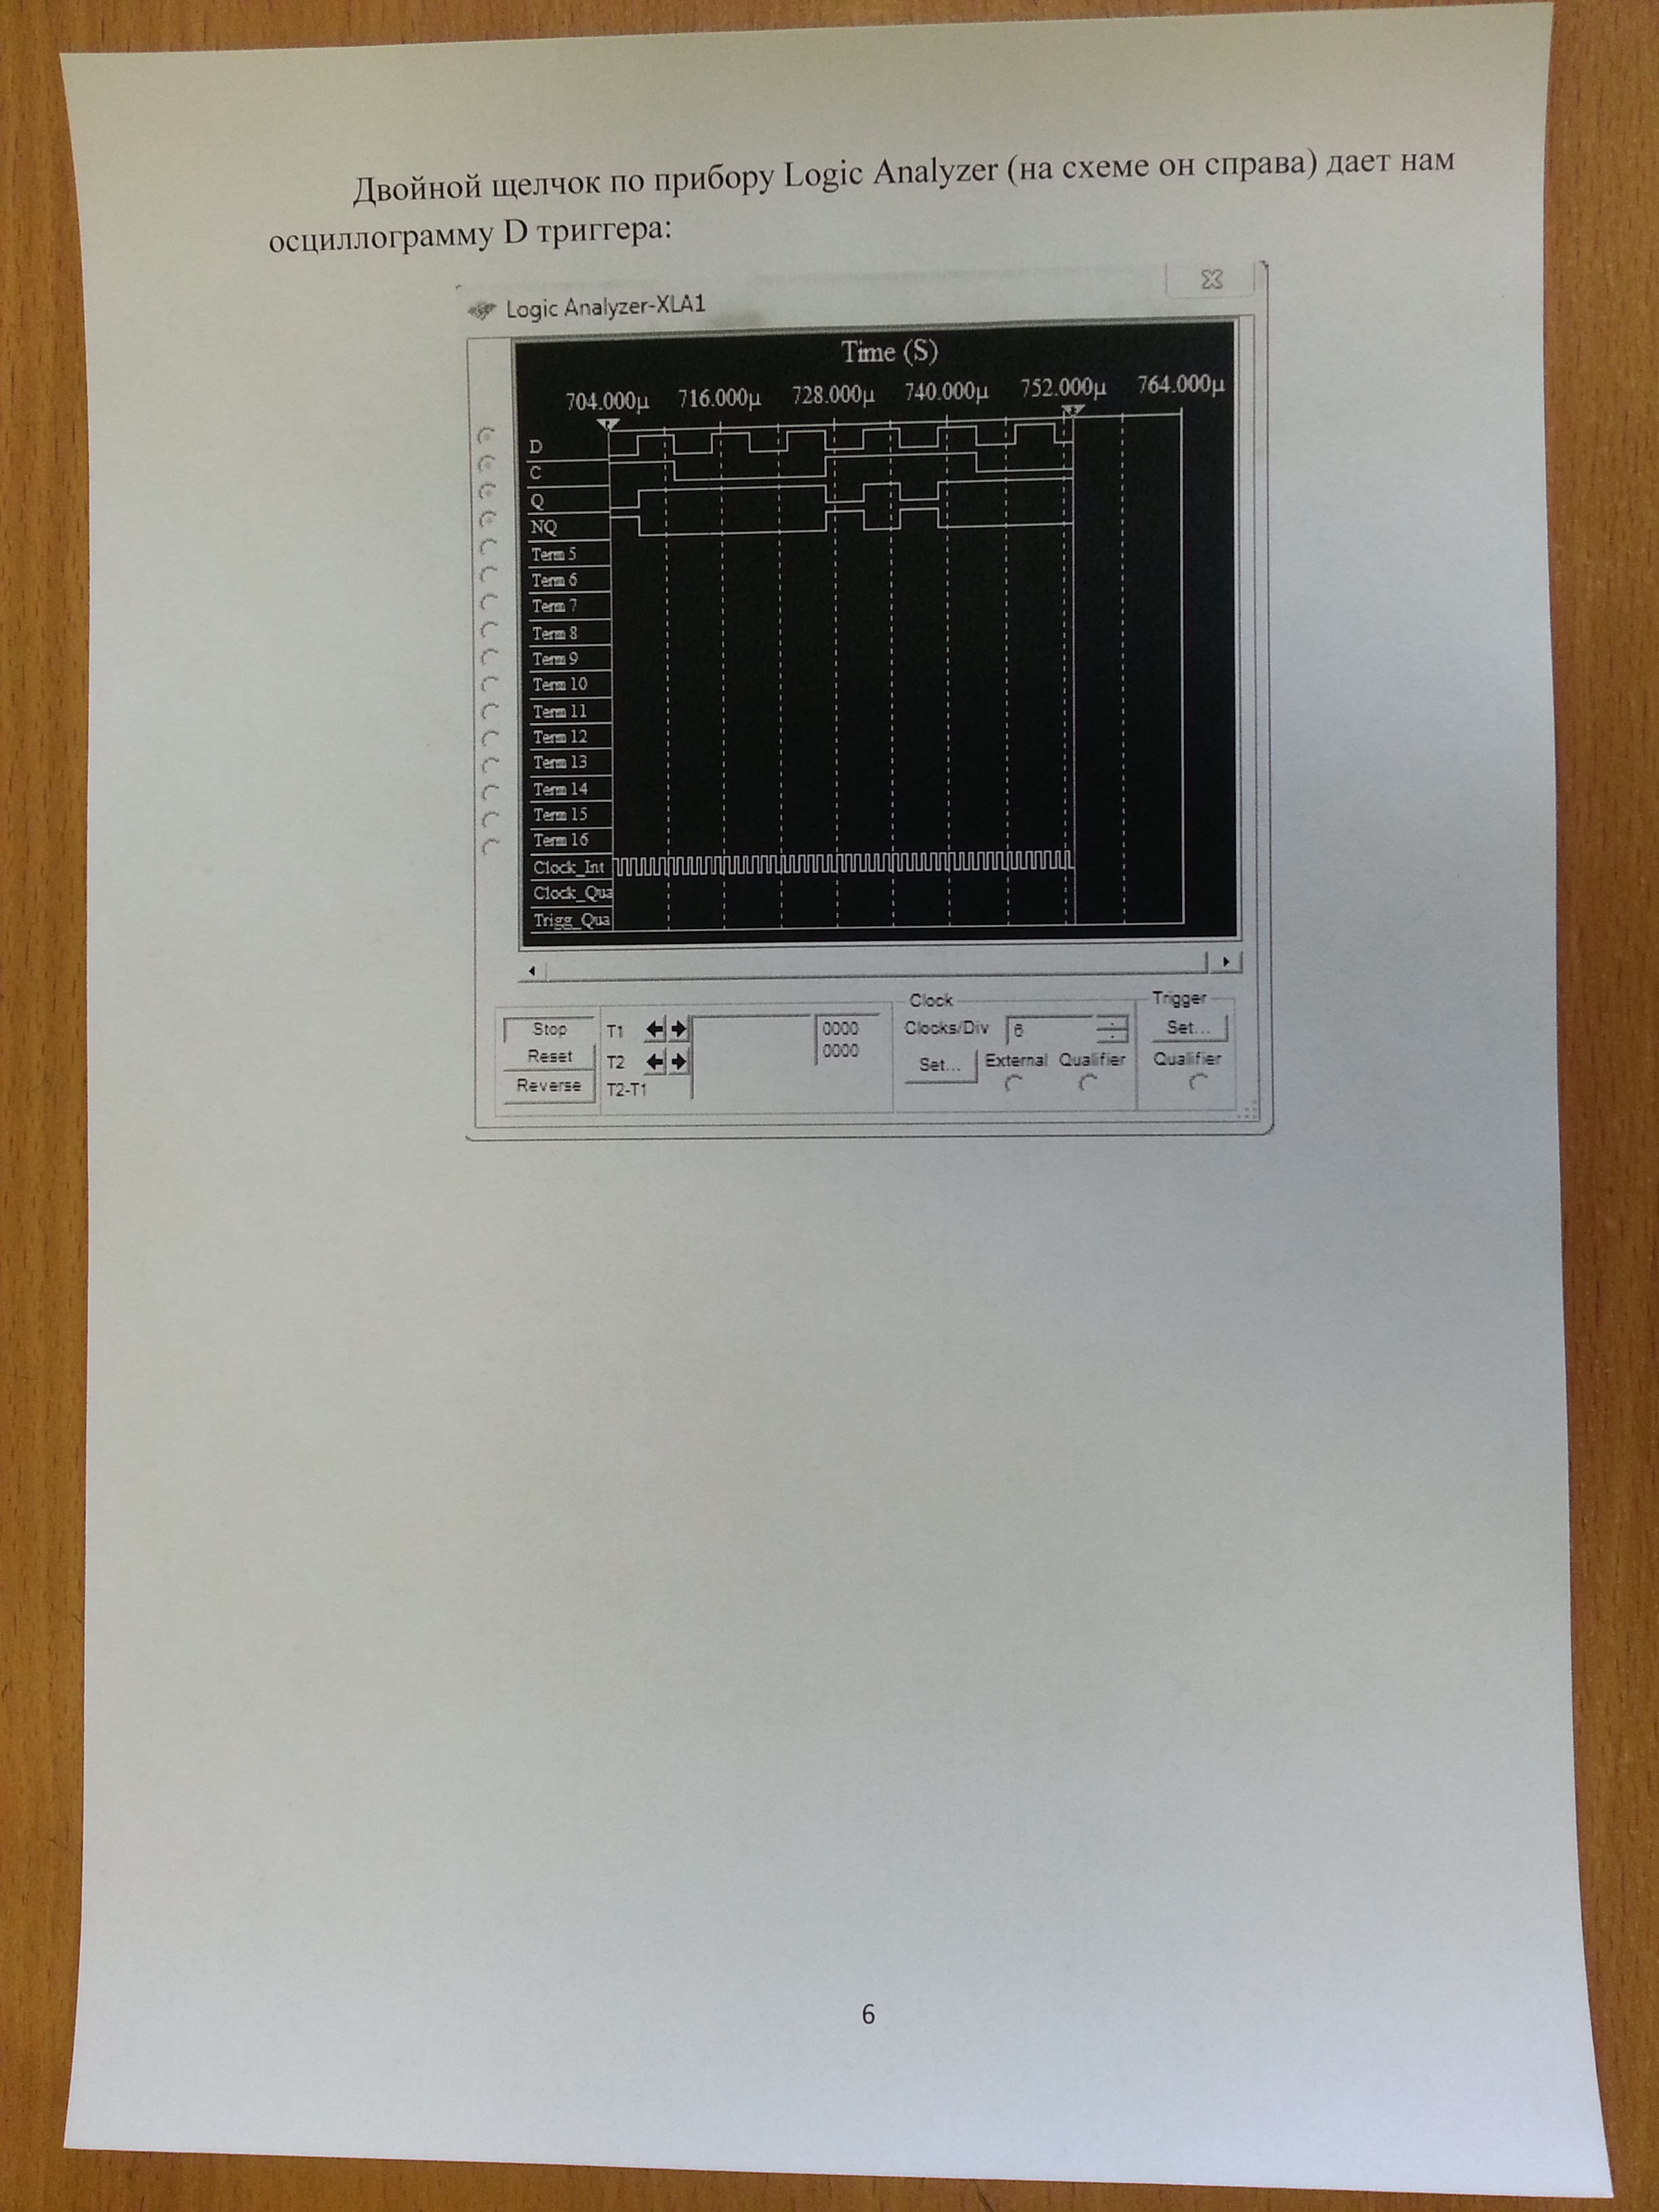 Двойной щелчок по прибору Logic Analyzer (на схеме он справа) дает нам
осциллограмму D триггера:
Logic Analyzer-XLA1
Time (S)
704.000µ 716.000µ 728.000µ 740.000µ 752.000µ 764.000µ
D
C
Q
NQ
Term 5
Term 6
Term 7
Term 8
Term 9
Term 10
Term 11
Term 12
Term 13
Term 14
Term 15
Term 16
Clock_Int
Clock_Qua
Trigg_Qua
Clock
Trigger
Stop
T1
0000
Clocks/Div
6
Set...
Reset
T2
0000
Set...
External
Qualifier
Qualifier
Reverse
T2-T1
6